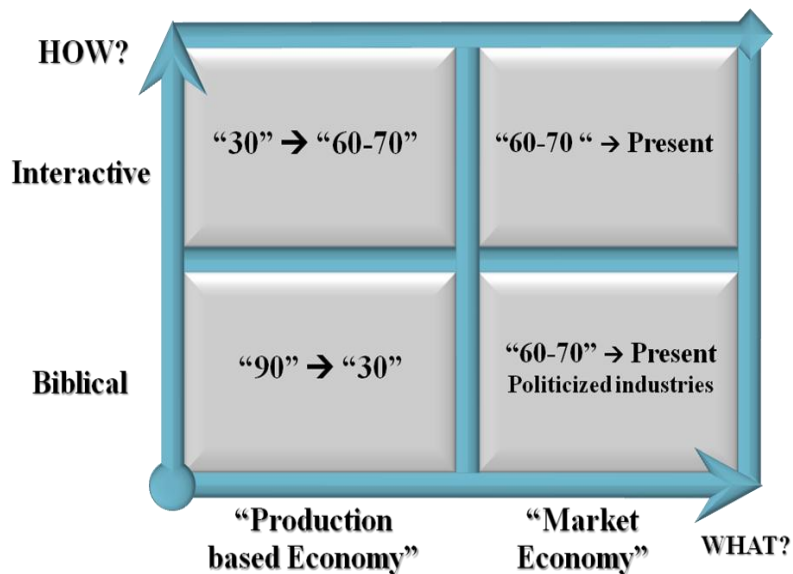 HOW?
“30” → “60-70”
“60-70 “ → Present
Interactive
“90” → “30”
“60-70” → Present
Politicized industries
Biblical
“Production
based Economy”
“Market
Economy”
WHAT?